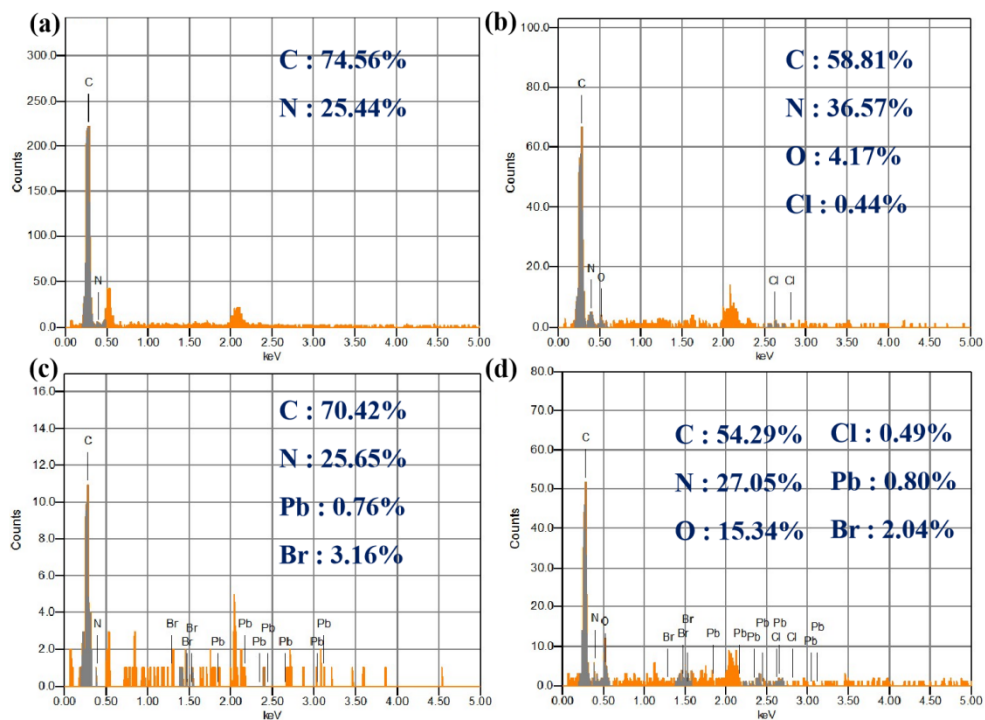 (a)
300.0
250.0
200.0
150.0
100.0
50.0
0.0
Counts
C
N
C : 74.56%
N : 25.44%
0.00 0.50 1.00 1.50 2.00 2.50 3.00 3.50 4.00 4.50 5.00
keV
(b)
100.0
80.0
60.0
40.0
20.0
0.0
Counts
C
N
O
Cl
Cl
C : 58.81%
N : 36.57%
O : 4.17%
Cl : 0.44%
0.00 0.50 1.00 1.50 2.00 2.50 3.00 3.50 4.00 4.50 5.00
keV
(c)
16.0
14.0
12.0
10.0
8.0
6.0
4.0
2.0
0.0
Counts
C
N
Br
Br
Br
Pb
Pb
Pb
Pb
Pb
Pb
Pb
C : 70.42%
N : 25.65%
Pb : 0.76%
Br : 3.16%
0.00 0.50 1.00 1.50 2.00 2.50 3.00 3.50 4.00 4.50 5.00
keV
(d)
80.0
70.0
60.0
50.0
40.0
30.0
20.0
10.0
0.0
Counts
C
N
O
Br
Br
Br
Pb
Pb
Pb
Pb
Pb
Cl
Cl
Pb
Pb
C : 54.29% Cl : 0.49%
N : 27.05% Pb : 0.80%
O : 15.34% Br : 2.04%
0.00 0.50 1.00 1.50 2.00 2.50 3.00 3.50 4.00 4.50 5.00
keV